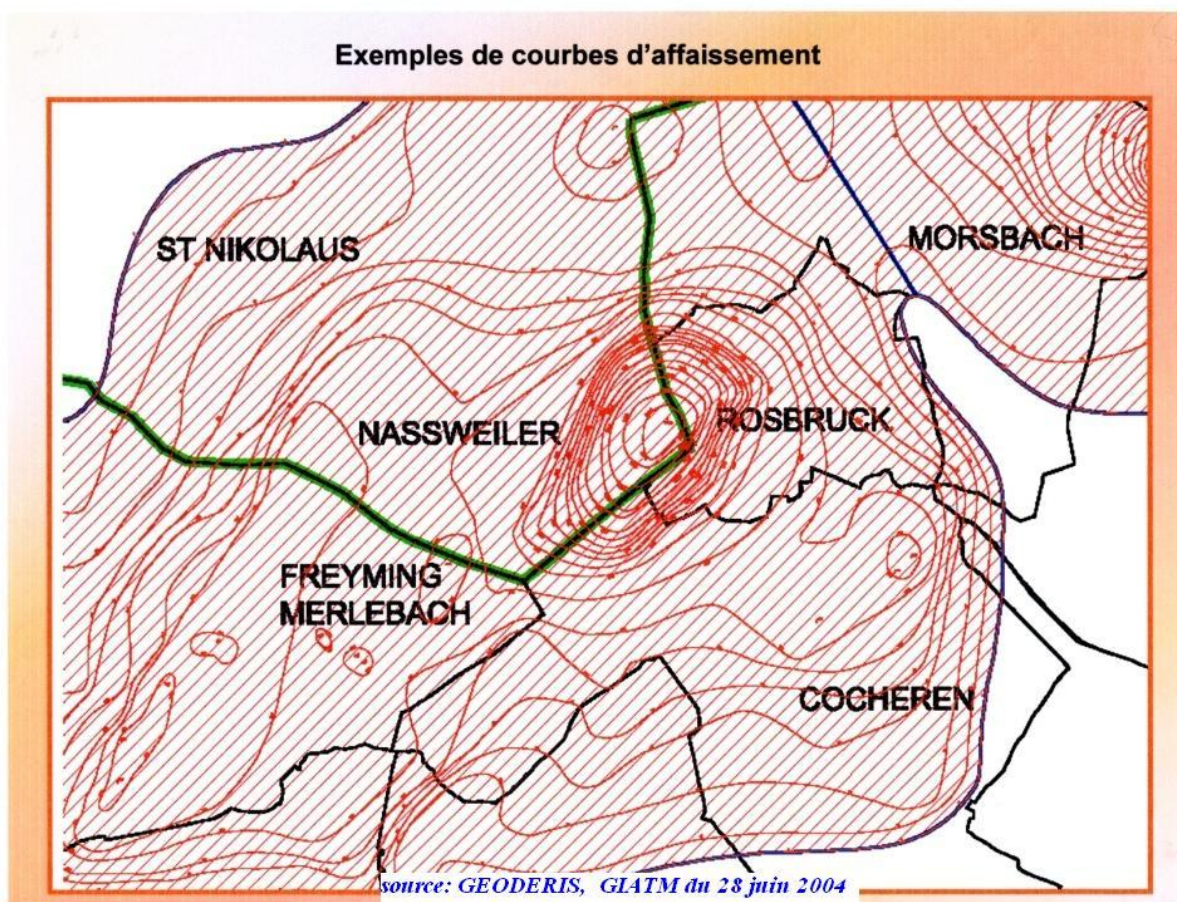 Exemples de courbes d'affaissement
ST NIKOLAUS
MORSBACH
NASSWEILER
ROSBRUCK
FREYMING
MERLEBACH
COCHEREN
source: GEODERIS, GIATM du 28 juin 2004